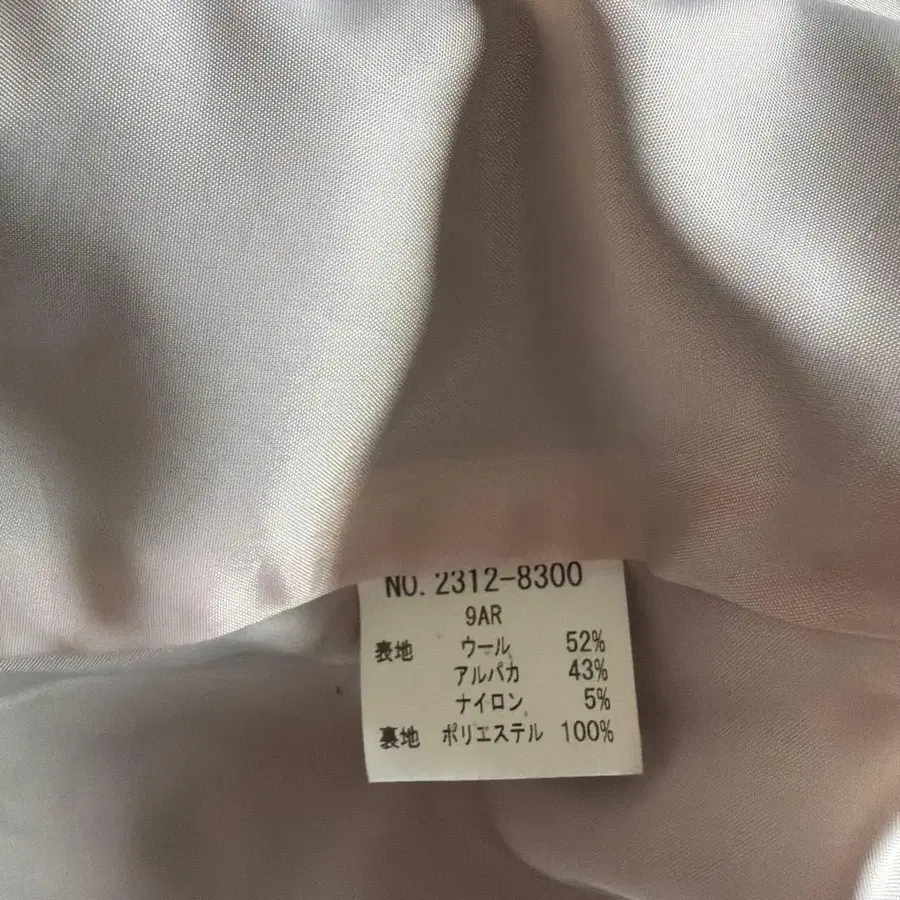 NO. 2312-8300
9AR
表地 ウール 52%
アルパカ 43%
ナイロン 5%
裏地 ポリエステル 100%